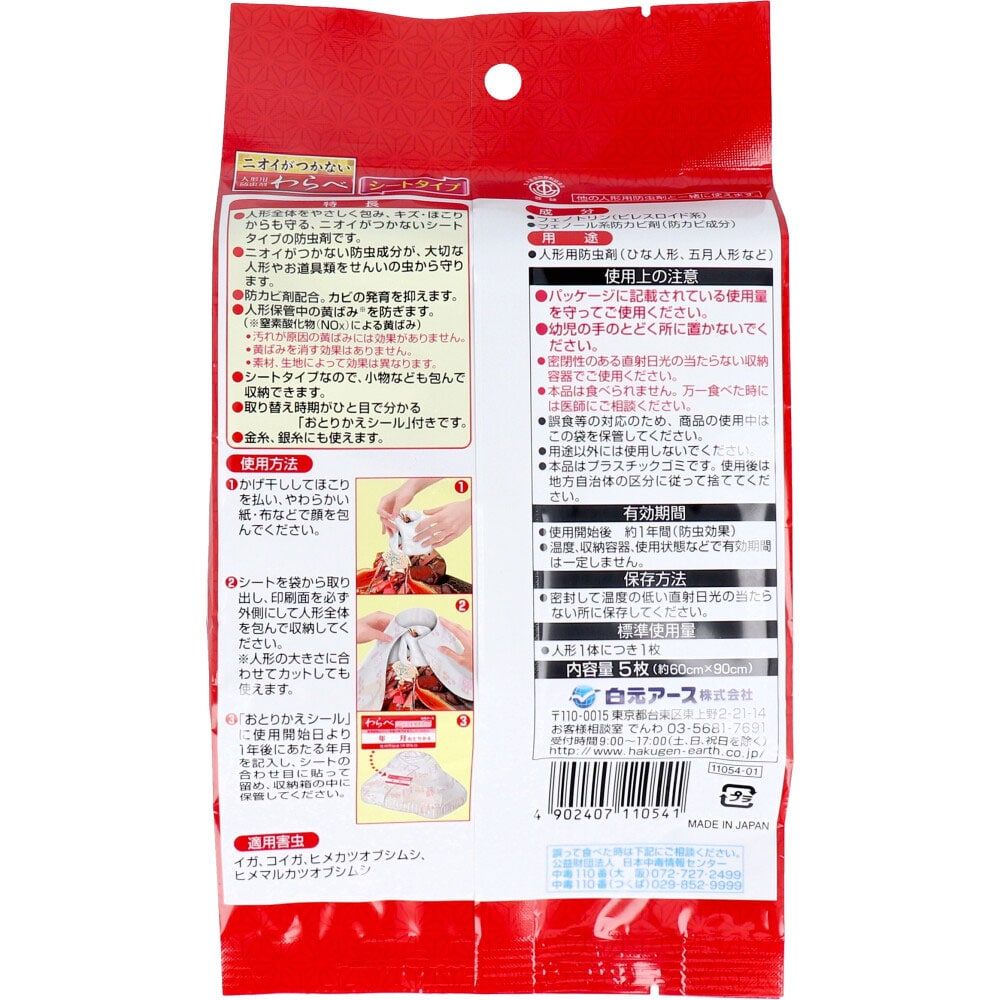 ニオイがつかない
人形用
防虫剤
わらべ
シートタイプ
特長
●人形全体をやさしく包み、キズ・ほこり
からも守る、ニオイがつかないシート
タイプの防虫剤です。
●ニオイがつかない防虫成分が、大切な
人形やお道具類をせんいの虫から守り
ます。
●防カビ剤配合。カビの発育を抑えます。
●人形保管中の黄ばみ※を防ぎます。
(※窒素酸化物(NOx)による黄ばみ)
・汚れが原因の黄ばみには効果がありません。
・黄ばみを消す効果はありません。
・素材、生地によって効果は異なります。
●シートタイプなので、小物なども包んで
収納できます。
●取り替え時期がひと目で分かる
「おとりかえシール」付きです。
●金糸、銀糸にも使えます。
使用方法
1 かげ干ししてほこり
を払い、やわらかい
紙・布などで顔を包
んでください。
1
2 シートを袋から取り
出し、印刷面を必ず
外側にして人形全体
を包んで収納してく
ださい。
※人形の大きさに合
わせてカットしても
使えます。
2
3 「おとりかえシール」
に使用開始日より
1年後にあたる年月
を記入し、シートの
合わせ目に貼って
留め、収納箱の中に
保管してください。
わらべ
年 月
3
適用害虫
イガ、コイガ、ヒメカツオブシムシ、
ヒメマルカツオブシムシ
他の人形用防虫剤と一緒に使えます。
成分
・フェノトリン(ピレスロイド系)
・フェノール系防カビ剤(防カビ成分)
用途
●人形用防虫剤(ひな人形、五月人形など)
使用上の注意
●パッケージに記載されている使用量
を守ってご使用ください。
●幼児の手のとどく所に置かないでく
ださい。
●密閉性のある直射日光の当たらない収納
容器でご使用ください。
●本品は食べられません。万一食べた時に
は医師にご相談ください。
●誤食等の対応のため、商品の使用中は
この袋を保管してください。
●用途以外には使用しないでください。
●本品はプラスチックゴミです。使用後は
地方自治体の区分に従って捨ててくだ
さい。
有効期間
●使用開始後 約1年間(防虫効果)
●温度、収納容器、使用状態などで有効期間
は一定しません。
保存方法
●密封して温度の低い直射日光の当たら
ない所に保存してください。
標準使用量
●人形1体につき1枚
内容量 5枚(約60cm×90cm)
白元アース株式会社
〒110-0015 東京都台東区東上野2-21-14
お客様相談室 でんわ 03-5681-7691
受付時間9:00〜17:00(土、日、祝日を除く)
http://www.hakugen-earth.co.jp/
11054-01
プラ
4 902407 110541
MADE IN JAPAN
誤って食べた時は下記にご相談ください。
公益財団法人 日本中毒情報センター
中毒110番(大 阪)072-727-2499
中毒110番(つくば)029-852-9999